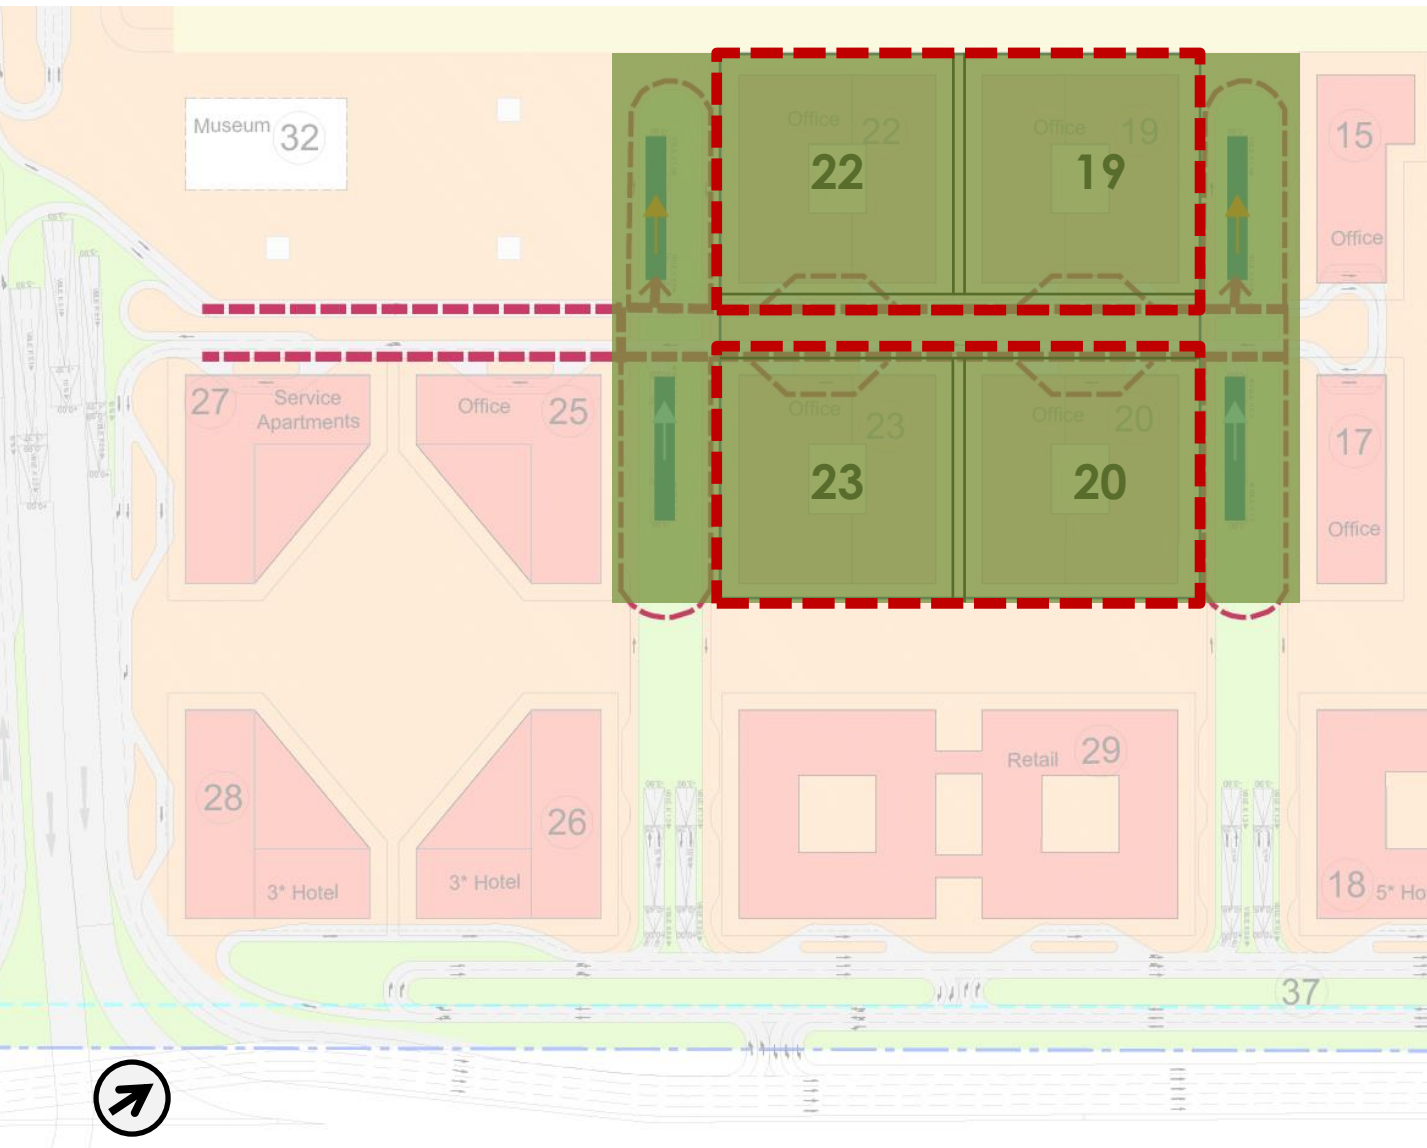 Museum 32
Office 22
Office 19
15
22
19
Office
27
Service
Apartments
Office 25
Office 23
Office 20
17
23
20
Office
28
26
3* Hotel
3* Hotel
Retail 29
18 5* Ho
37